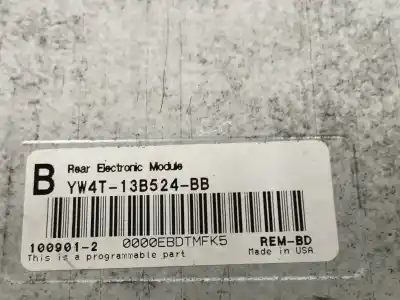 B
Rear Electronic Module
YW4T-13B524-BB
0000EBDTMFK5
100901-2
REM-BD
This is a programmable part
Made in USA